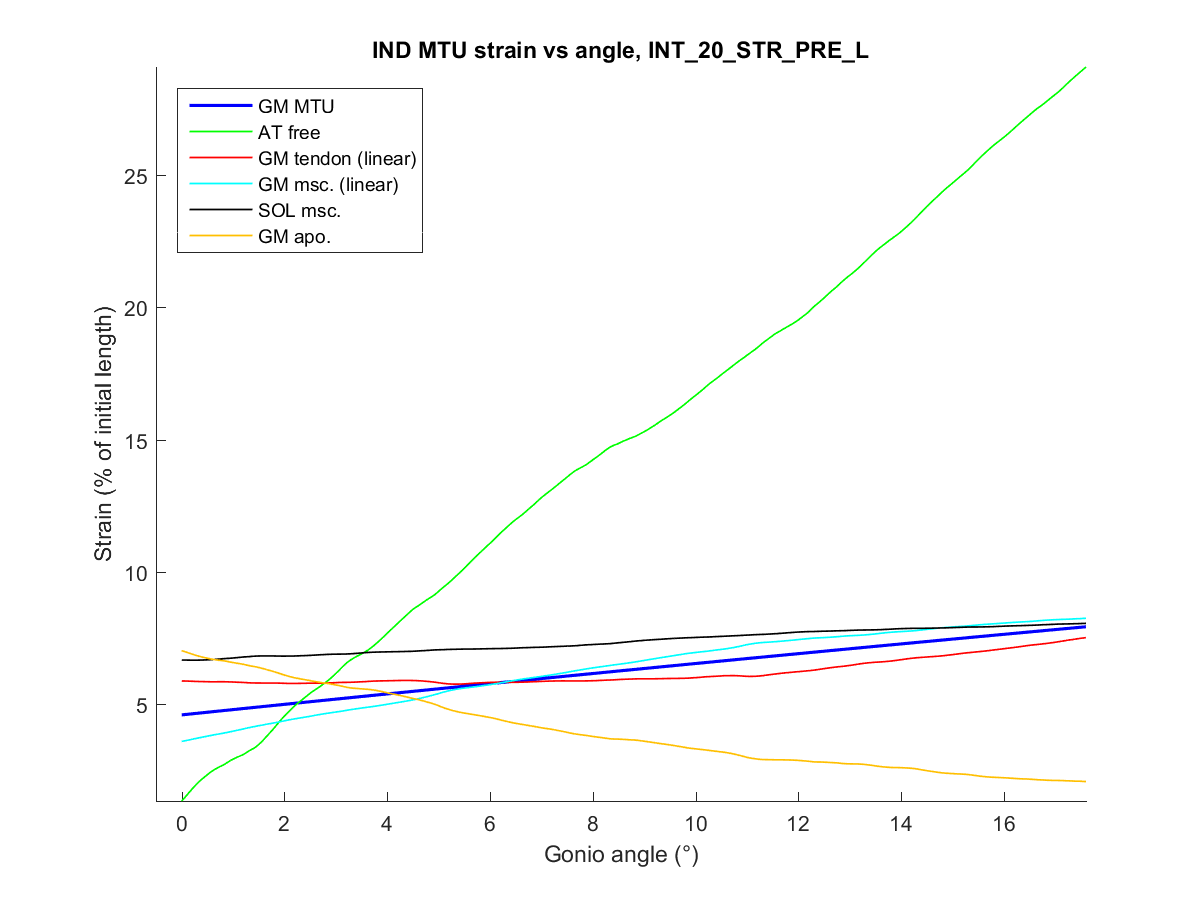 IND MTU strain vs angle, INT_20_STR_PRE_L
GM MTU
AT free
GM tendon (linear)
GM msc. (linear)
SOL msc.
GM apo.
Strain (% of initial length)
25
20
15
10
5
0 2 4 6 8 10 12 14 16
Gonio angle (°)